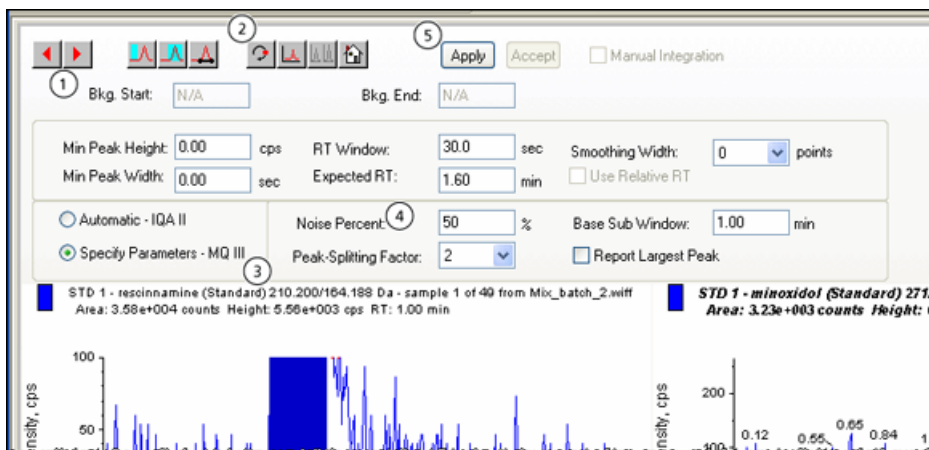 2 5
Apply Accept Manual Integration
1 Bkg. Start: N/A Bkg. End: N/A
Min Peak Height: 0.00 cps RT Window: 30.0 sec Smoothing Width: 0 points
Min Peak Width: 0.00 sec Expected RT: 1.60 min Use Relative RT
Automatic - IQA II Noise Percent: 4 50 % Base Sub Window: 1.00 min
Specify Parameters - MQ III 3 Peak-Splitting Factor: 2 Report Largest Peak
STD 1 - rescinnamine (Standard) 210.200/164.188 Da - sample 1 of 49 from Mix_batch_2.wiff
Area: 3.58e+004 counts Height: 5.56e+003 cps RT: 1.00 min
STD 1 - minoxidol (Standard) 271.
Area: 3.23e+003 counts Height:
100
50
200
100
0.12 0.55 0.65 0.84
cps
cps